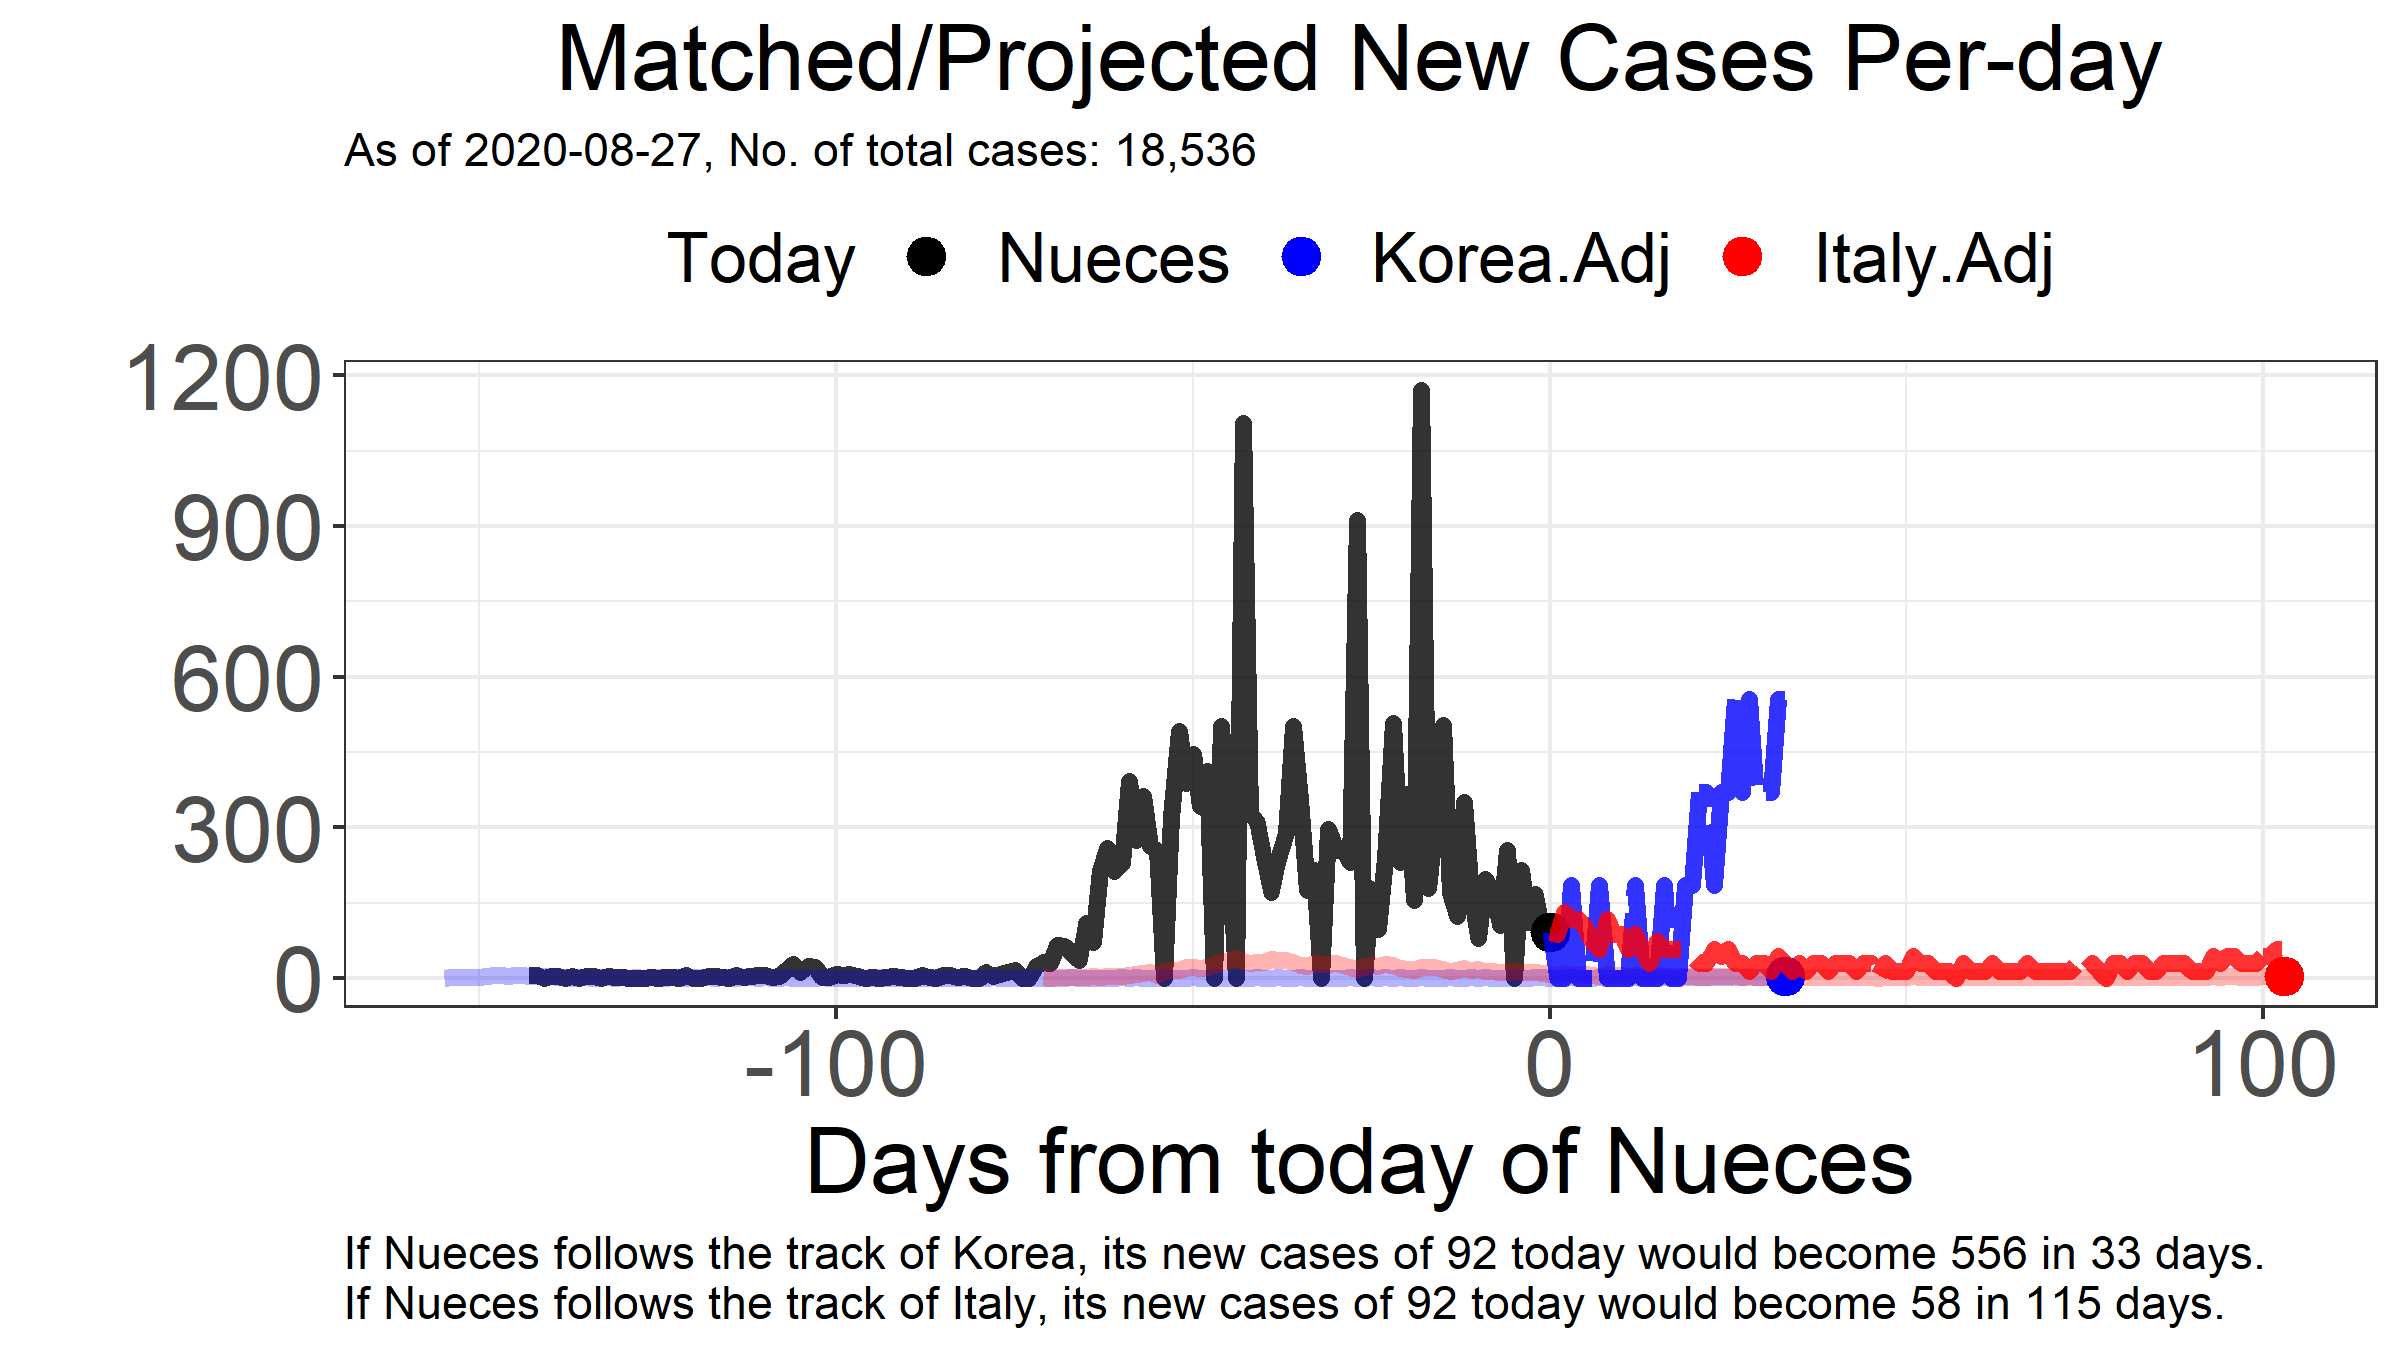 Matched/Projected New Cases Per-day
As of 2020-08-27, No. of total cases: 18,536
Today Nueces Korea.Adj Italy.Adj
1200
900
600
300
0
-100 0 100
Days from today of Nueces
If Nueces follows the track of Korea, its new cases of 92 today would become 556 in 33 days.
If Nueces follows the track of Italy, its new cases of 92 today would become 58 in 115 days.